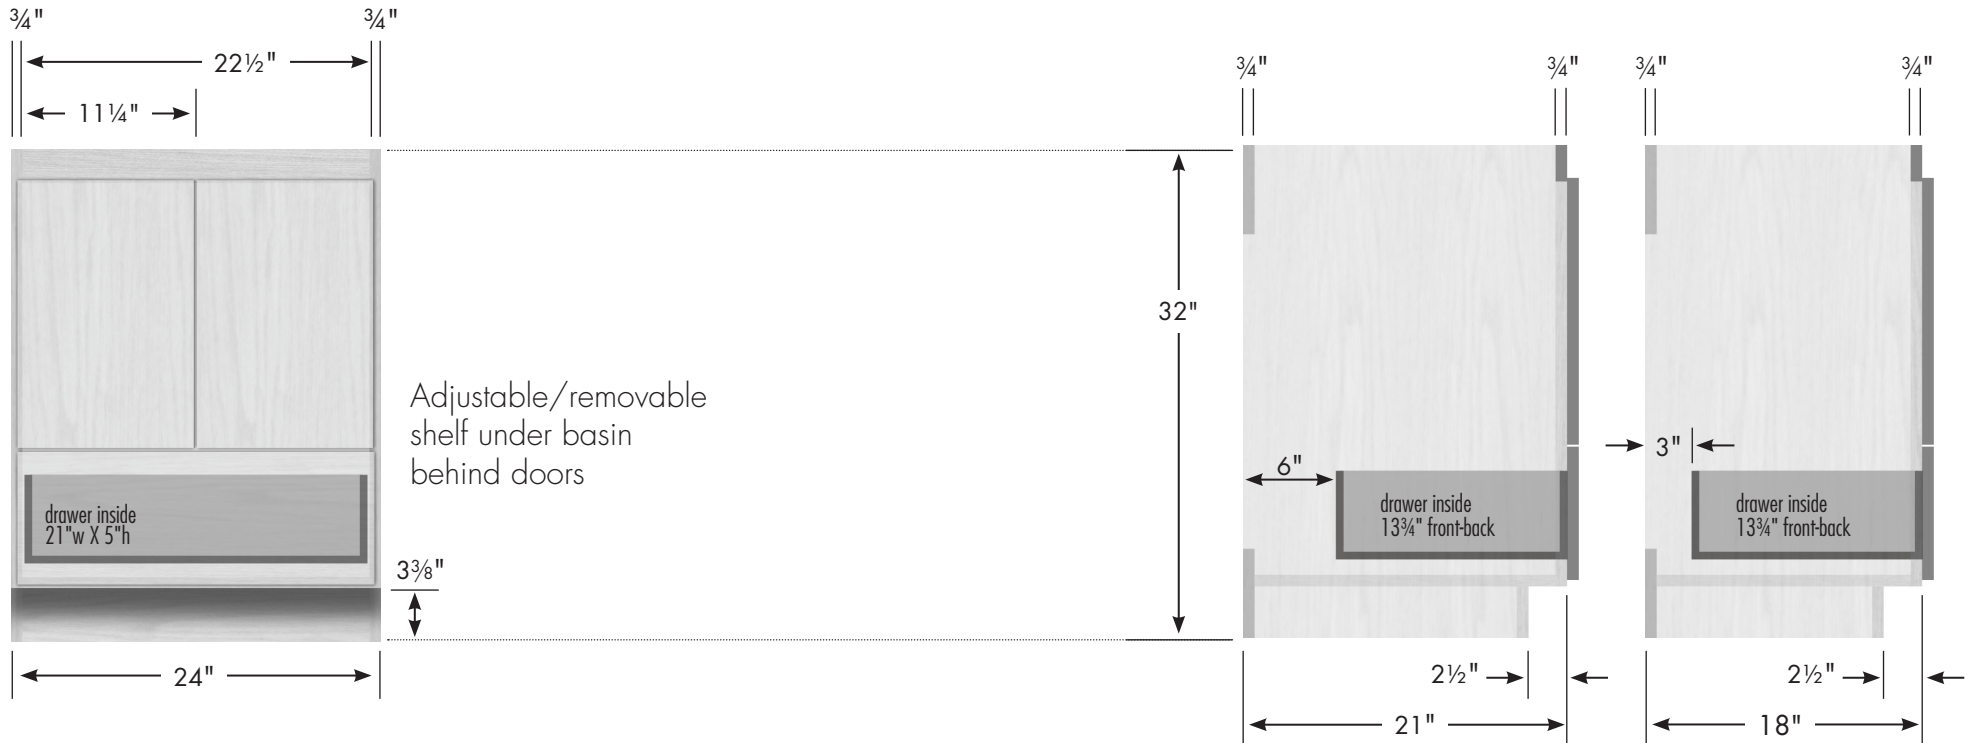 ¾"
¾"
22½"
11¼"
¾"
¾"
¾"
¾"
32"
Adjustable/removable
shelf under basin
behind doors
3"
6"
drawer inside
21"w X 5"h
drawer inside
13¾" front-back
drawer inside
13¾" front-back
3⅜"
24"
2½"
2½"
21"
18"